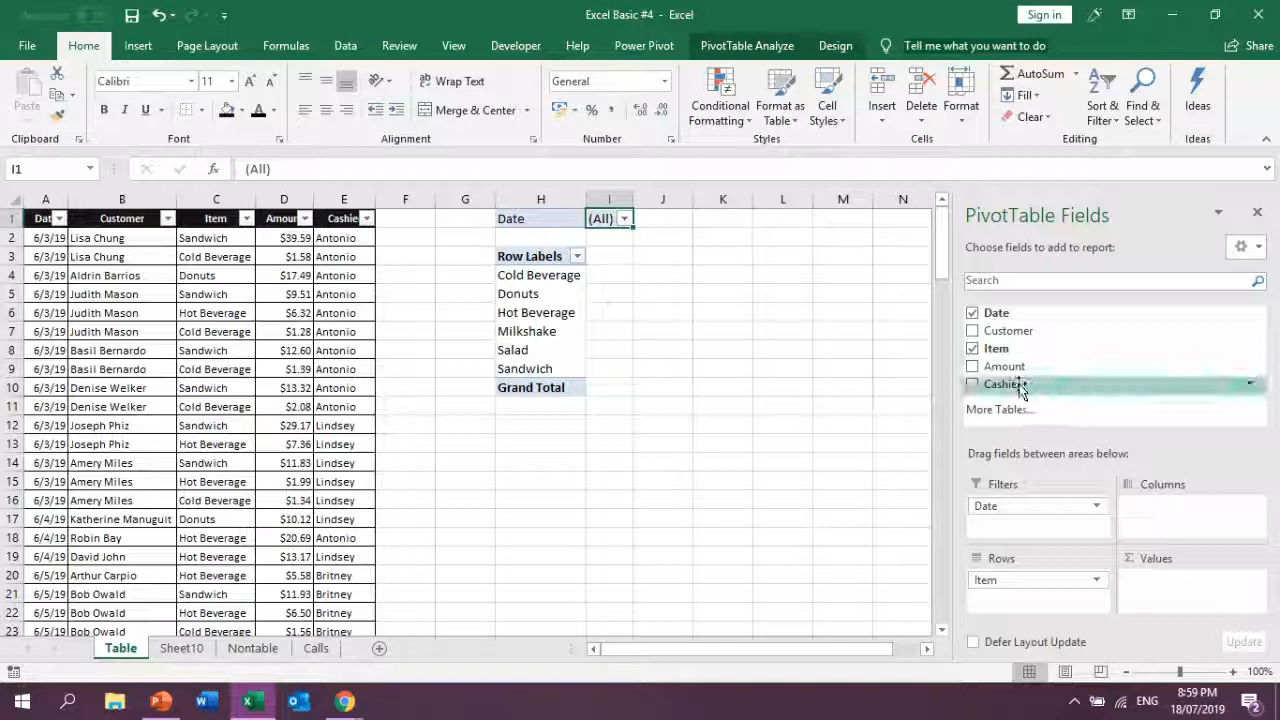 Excel Basic #4 - Excel
Sign in
File Home Insert Page Layout Formulas Data Review View Developer Help Power Pivot PivotTable Analyze Design Tell me what you want to do Share
Paste
Calibri 11
Wrap Text
General
Conditional Formatting
Format as Table
Cell Styles
Insert Delete Format
AutoSum
Fill
Clear
Sort & Filter
Find & Select
Ideas
B I U
Merge & Center
Clipboard Font Alignment Number Styles Cells Editing Ideas
I1 (All)
A B C D E F G H I J K L M N
1 Dat Customer Item Amour Cashie Date (All)
2 6/3/19 Lisa Chung Sandwich $39.59 Antonio
3 6/3/19 Lisa Chung Cold Beverage $1.58 Antonio Row Labels
4 6/3/19 Aldrin Barrios Donuts $17.49 Antonio Cold Beverage
5 6/3/19 Judith Mason Sandwich $9.51 Antonio Donuts
6 6/3/19 Judith Mason Hot Beverage $6.32 Antonio Hot Beverage
7 6/3/19 Judith Mason Cold Beverage $1.28 Antonio Milkshake
8 6/3/19 Basil Bernardo Sandwich $12.60 Antonio Salad
9 6/3/19 Basil Bernardo Cold Beverage $1.39 Antonio Sandwich
10 6/3/19 Denise Welker Sandwich $13.32 Antonio Grand Total
11 6/3/19 Denise Welker Cold Beverage $2.08 Antonio
12 6/3/19 Joseph Phiz Sandwich $29.17 Lindsey
13 6/3/19 Joseph Phiz Hot Beverage $7.36 Lindsey
14 6/3/19 Amery Miles Sandwich $11.83 Lindsey
15 6/3/19 Amery Miles Hot Beverage $1.99 Lindsey
16 6/3/19 Amery Miles Cold Beverage $1.34 Lindsey
17 6/4/19 Katherine Manuguit Donuts $10.12 Lindsey
18 6/4/19 Robin Bay Hot Beverage $20.69 Antonio
19 6/4/19 David John Hot Beverage $13.17 Lindsey
20 6/5/19 Arthur Carpio Hot Beverage $5.58 Britney
21 6/5/19 Bob Owald Sandwich $11.93 Britney
22 6/5/19 Bob Owald Hot Beverage $6.50 Britney
23 6/5/19 Bob Owald Cold Beverage $1.56 Britney
PivotTable Fields
Choose fields to add to report:
Search
Date
Customer
Item
Amount
Cashier
More Tables...
Drag fields between areas below:
Filters Columns
Date
Rows Σ Values
Item
Defer Layout Update Update
Table Sheet10 Nontable Calls
100%
ENG
8:59 PM
18/07/2019
2